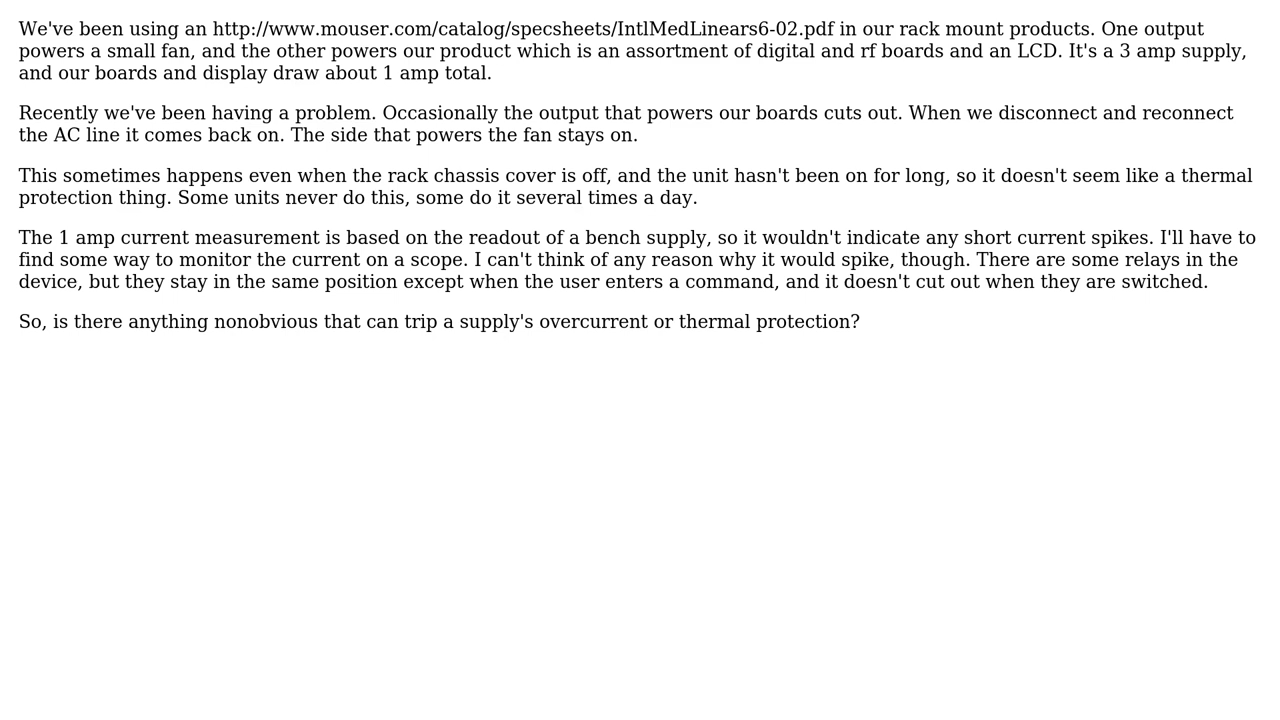 We've been using an http://www.mouser.com/catalog/specsheets/IntlMedLinears6-02.pdf in our rack mount products. One output
powers a small fan, and the other powers our product which is an assortment of digital and rf boards and an LCD. It's a 3 amp supply,
and our boards and display draw about 1 amp total.
Recently we've been having a problem. Occasionally the output that powers our boards cuts out. When we disconnect and reconnect
the AC line it comes back on. The side that powers the fan stays on.
This sometimes happens even when the rack chassis cover is off, and the unit hasn't been on for long, so it doesn't seem like a thermal
protection thing. Some units never do this, some do it several times a day.
The 1 amp current measurement is based on the readout of a bench supply, so it wouldn't indicate any short current spikes. I'll have to
find some way to monitor the current on a scope. I can't think of any reason why it would spike, though. There are some relays in the
device, but they stay in the same position except when the user enters a command, and it doesn't cut out when they are switched.
So, is there anything nonobvious that can trip a supply's overcurrent or thermal protection?